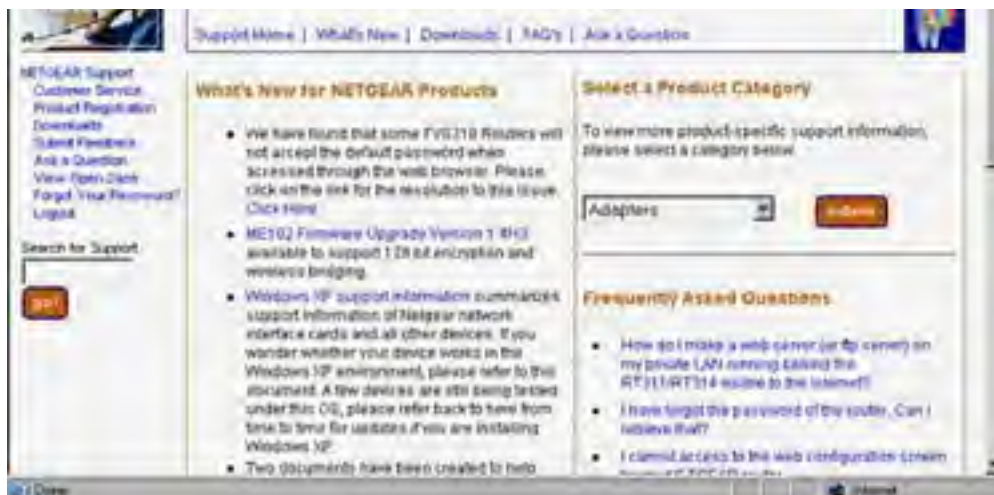 Support Home | What's New | Downloads | FAQ's | Ask a Question
NETGEAR Support
Customer Service
Product Registration
Downloads
Submit Feedback
Ask a Question
View Open Case
Forgot Your Password?
Logout
Search for Support
GO!
What's New for NETGEAR Products
We have found that some FVS318 Routers will
not accept the default password when
accessed through the web browser. Please
click on the link for the resolution to this issue.
Click Here
ME102 Firmware Upgrade Version 1.4H3
available to support 128 bit encryption and
wireless bridging.
Windows XP support information summarizes
support information of Netgear network
interface cards and all other devices. If you
wonder whether your device works in the
Windows XP environment, please refer to this
document. A few devices are still being tested
under this OS, please refer back to here from
time to time for updates if you are installing
Windows XP
Two documents have been created to help
Select a Product Category
To view more product-specific support information,
please select a category below.
Adapters
submit
Frequently Asked Questions
How do I make a web server (or ftp server) on
my private LAN running behind the
RT311/RT314 visible to the Internet?
I have forgot the password of the router. Can I
retrieve that?
I cannot access to the web configuration screen
Done
Internet